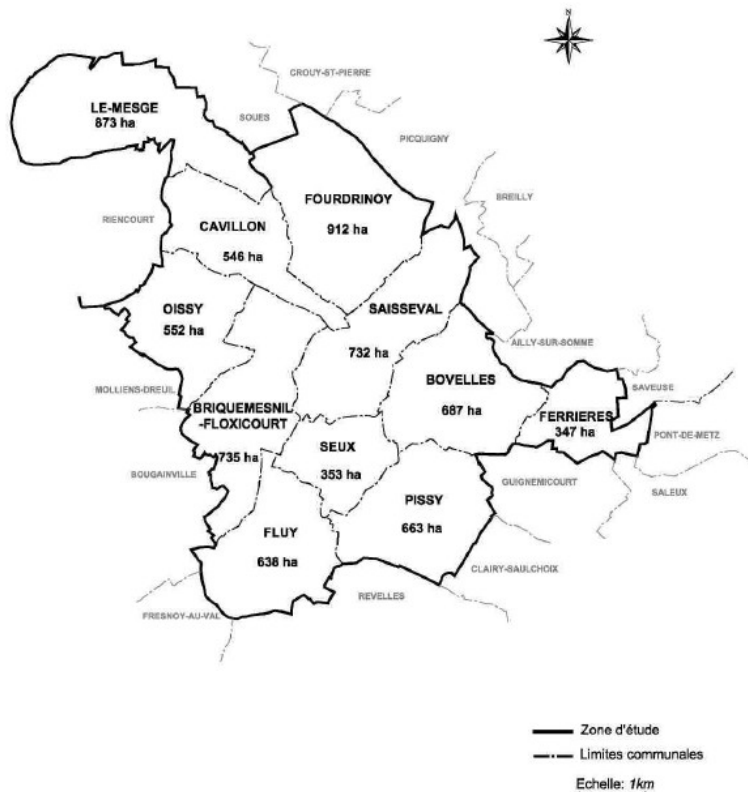 N
CROUY-ST-PIERRE
LE-MESGE
873 ha
SOUES
PICQUIGNY
FOURDRINOY
912 ha
BREILLY
RIENCOURT
CAVILLON
546 ha
OISSY
552 ha
SAISSEVAL
732 ha
AILLY-SUR-SOMNE
MOLLIENS-DREUIL
BOVELLES
687 ha
SAVEUSE
BRIQUEMESNIL
-FLOXICOURT
735 ha
FERRIERES
347 ha
PONT-DE-METZ
SEUX
353 ha
BOUGAINVILLE
GUIGNEMICOURT
SALEUX
PISSY
663 ha
FLUY
638 ha
CLAIRY-SAULCHOIX
REVELLES
FRESNOY-AU-VAL
Zone d'étude
Limites communales
Echelle: 1km